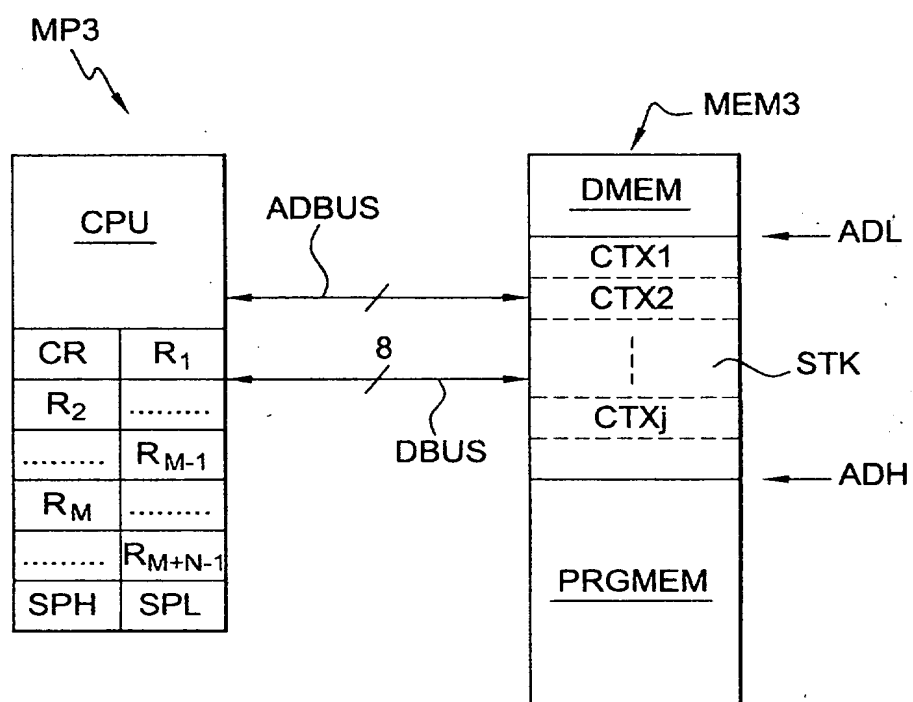 MP3
MEM3
CPU
ADBUS
DMEM
ADL
CTX1
CTX2
8
CR R1
STK
R2 .........
CTXj
DBUS
......... RM-1
ADH
RM .........
......... RM+N-1
PRGMEM
SPH SPL